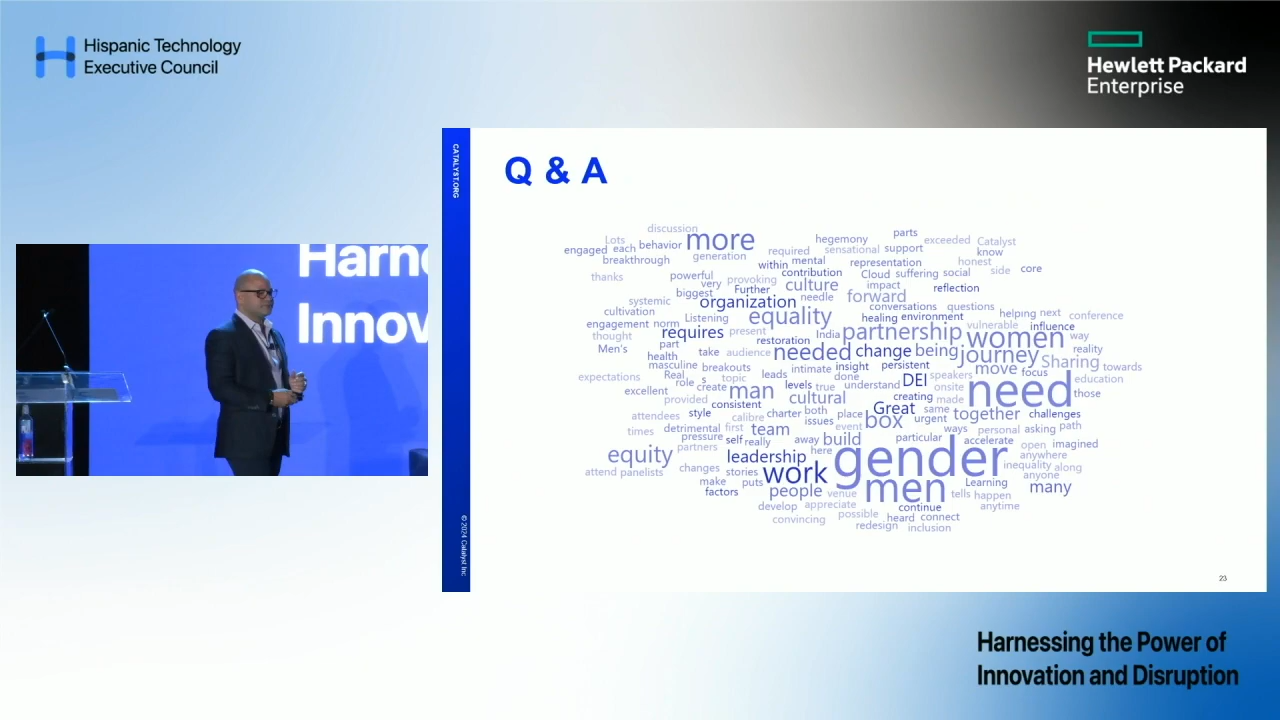 Hispanic Technology
Executive Council
Hewlett Packard
Enterprise
CATALYST.ORG
Q & A
discussion
Lots more hegemony parts exceeded Catalyst
engaged each behavior required sensational support know
breakthrough generation within mental representation honest
thanks powerful provoking contribution Cloud suffering social side core
very Further culture impact reflection
biggest needle forward
systemic organization conversations questions
cultivation Listening equality healing environment helping next conference
engagement norm requires present India partnership vulnerable influence
thought restoration women way
Men's part take audience needed change being journey reality
health Sharing towards
masculine breakouts leads intimate insight persistent move focus
expectations Real topic done DEI speakers education
role s create man levels true understand onsite need those
excellent provided consistent cultural creating made
style charter both place Great same together challenges
attendees calibre issues box urgent
times detrimental first team event ways personal asking path
pressure self really away build particular accelerate open imagined
equity partners leadership here gender anywhere
attend panelists changes stories work inequality along
make puts anyone
factors people venue men Learning many
develop appreciate continue tells happen anytime
convincing possible heard connect
redesign inclusion
© 2024 Catalyst Inc
23
Harn
Innov
Harnessing the Power of
Innovation and Disruption